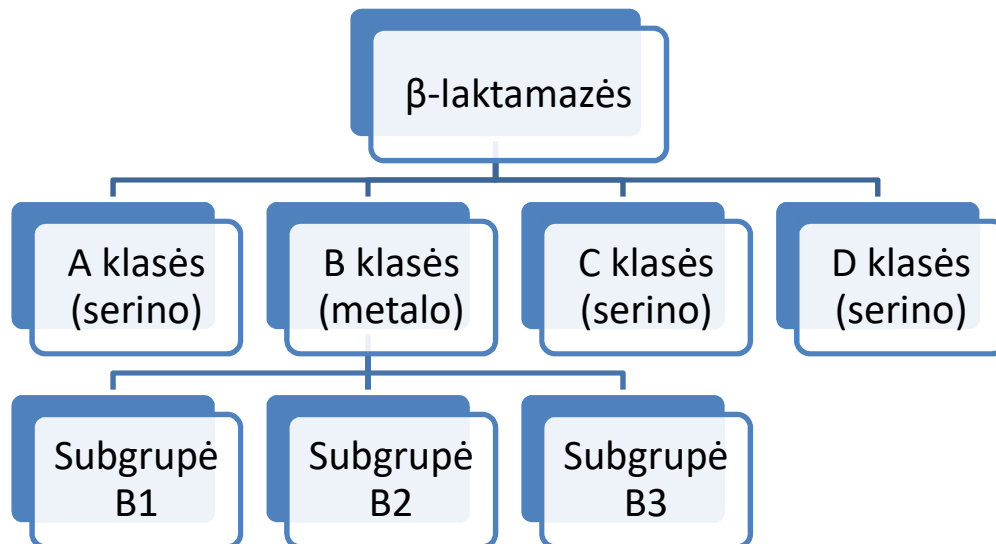 β-laktamazės
A klasės
(serino)
B klasės
(metalo)
C klasės
(serino)
D klasės
(serino)
Subgrupė
B1
Subgrupė
B2
Subgrupė
B3